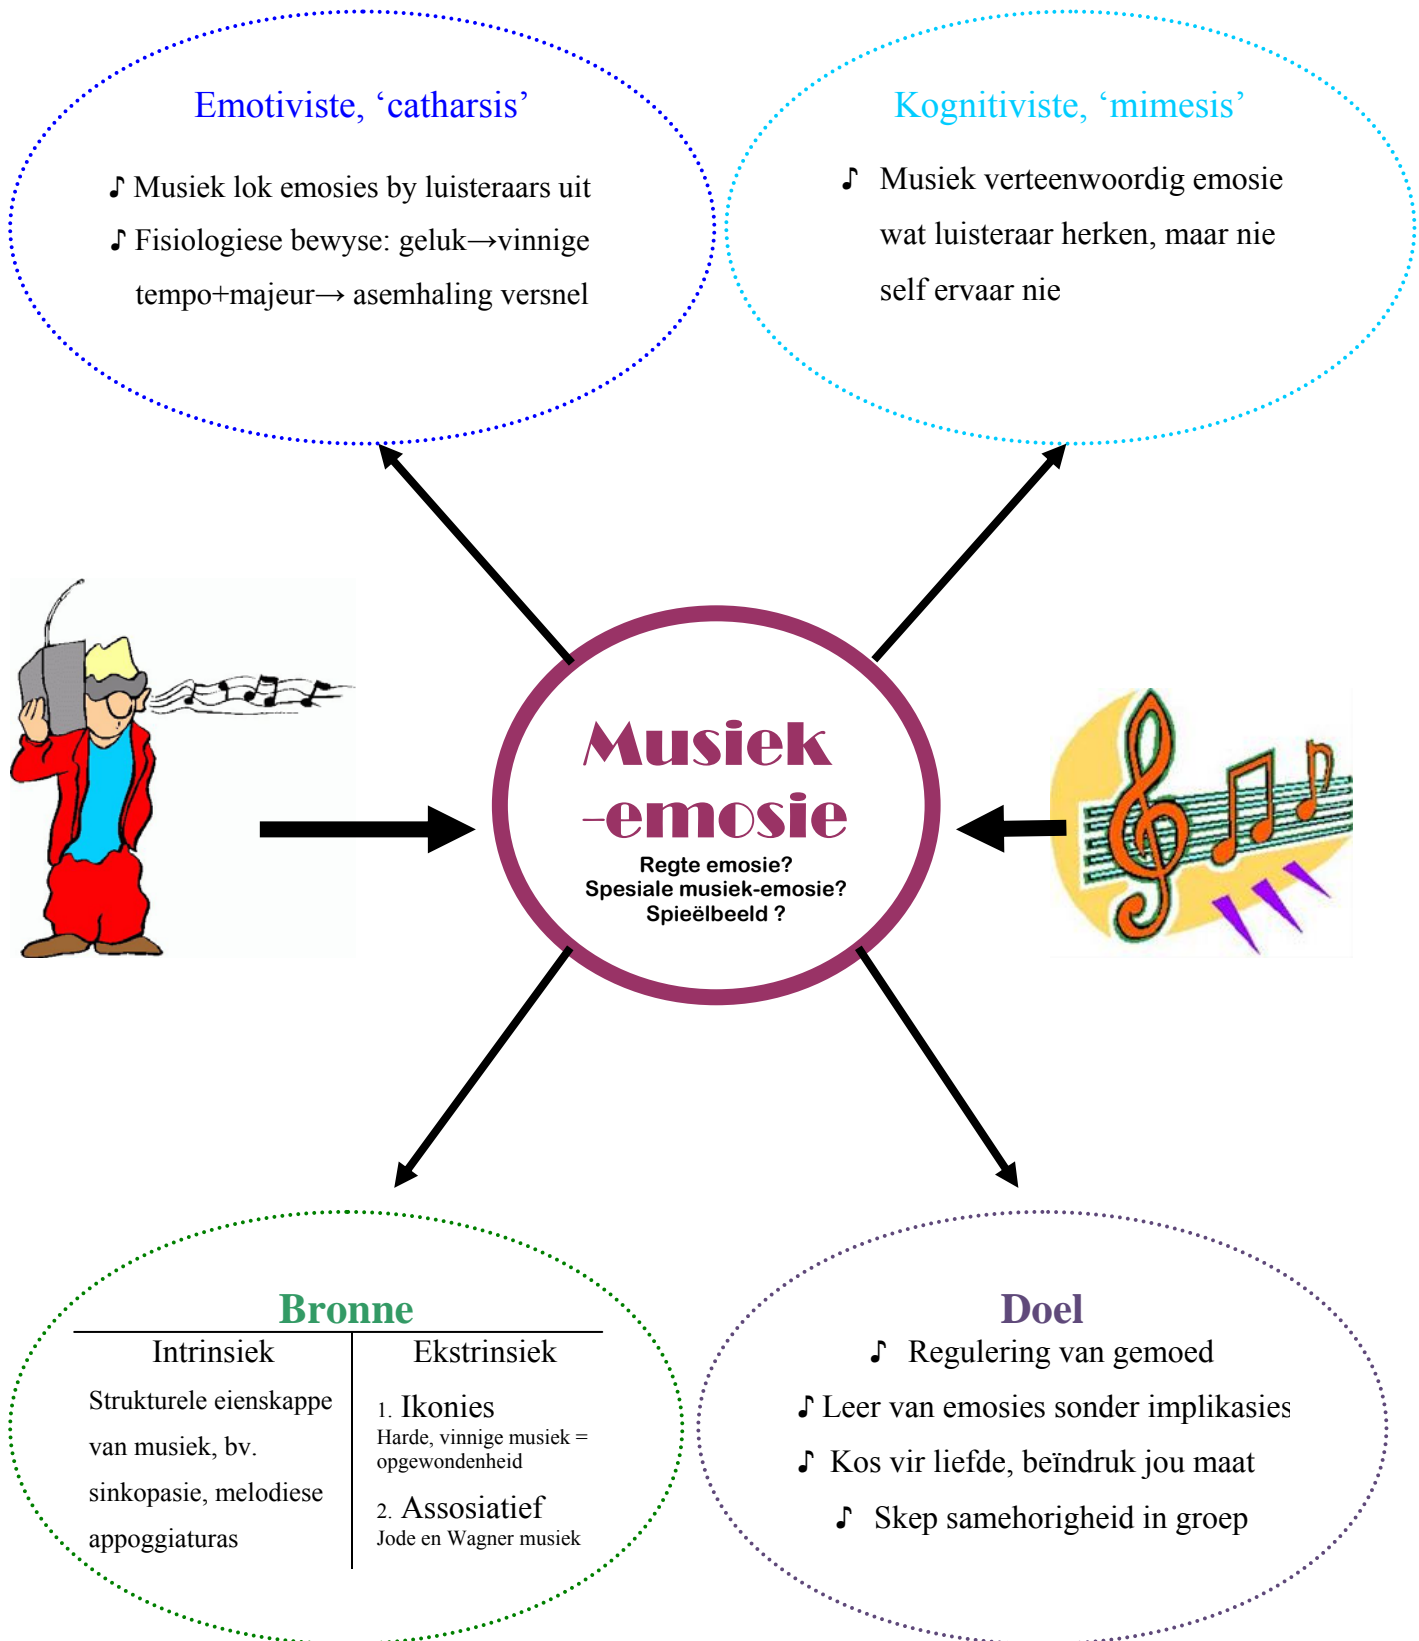 Emotiviste, ‘catharsis’
♪ Musiek lok emosies by luisteraars uit
♪ Fisiologiese bewyse: geluk→vinnige
tempo+majeur→ asemhaling versnel
Kognitiviste, ‘mimesis’
♪ Musiek verteenwoordig emosie
wat luisteraar herken, maar nie
self ervaar nie
Musiek
-emosie
Regte emosie?
Spesiale musiek-emosie?
Spieëlbeeld ?
Bronne
Intrinsiek
Strukturele eienskappe
van musiek, bv.
sinkopasie, melodiese
appoggiaturas
Ekstrinsiek
1. Ikonies
Harde, vinnige musiek =
opgewondenheid
2. Assosiatief
Jode en Wagner musiek
Doel
♪ Regulering van gemoed
♪ Leer van emosies sonder implikasies
♪ Kos vir liefde, beïndruk jou maat
♪ Skep samehorigheid in groep